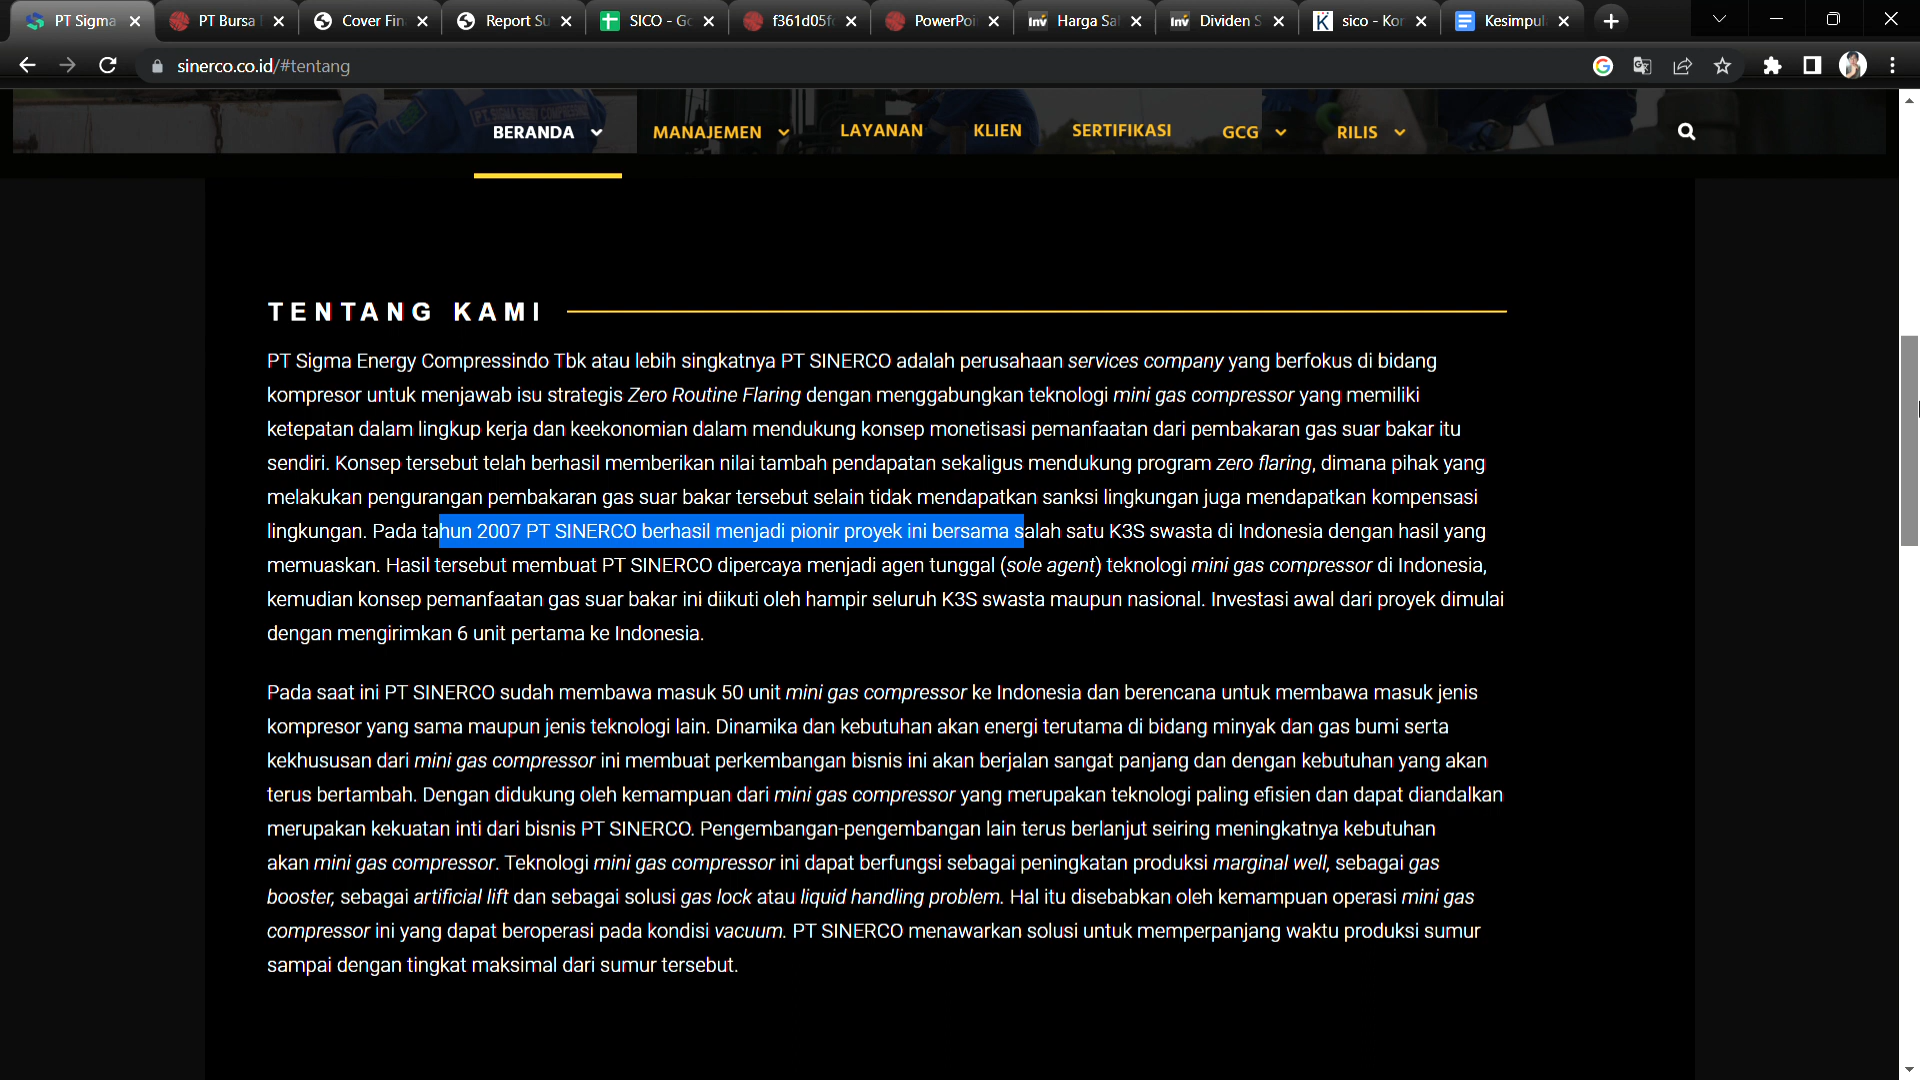 PT Sigma
PT Bursa
Cover Fin
Report Su
SICO - Go
f361d05f
PowerPoi
Inv Harga Sa
Inv Dividen S
K sico - Kor
Kesimpul
sinerco.co.id/#tentang
PT. SIGMA ENERGY COMPRESSINDO
BERANDA
MANAJEMEN
LAYANAN
KLIEN
SERTIFIKASI
GCG
RILIS
TENTANG KAMI
PT Sigma Energy Compressindo Tbk atau lebih singkatnya PT SINERCO adalah perusahaan services company yang berfokus di bidang
kompresor untuk menjawab isu strategis Zero Routine Flaring dengan menggabungkan teknologi mini gas compressor yang memiliki
ketepatan dalam lingkup kerja dan keekonomian dalam mendukung konsep monetisasi pemanfaatan dari pembakaran gas suar bakar itu
sendiri. Konsep tersebut telah berhasil memberikan nilai tambah pendapatan sekaligus mendukung program zero flaring, dimana pihak yang
melakukan pengurangan pembakaran gas suar bakar tersebut selain tidak mendapatkan sanksi lingkungan juga mendapatkan kompensasi
lingkungan. Pada tahun 2007 PT SINERCO berhasil menjadi pionir proyek ini bersama salah satu K3S swasta di Indonesia dengan hasil yang
memuaskan. Hasil tersebut membuat PT SINERCO dipercaya menjadi agen tunggal (sole agent) teknologi mini gas compressor di Indonesia,
kemudian konsep pemanfaatan gas suar bakar ini diikuti oleh hampir seluruh K3S swasta maupun nasional. Investasi awal dari proyek dimulai
dengan mengirimkan 6 unit pertama ke Indonesia.
Pada saat ini PT SINERCO sudah membawa masuk 50 unit mini gas compressor ke Indonesia dan berencana untuk membawa masuk jenis
kompresor yang sama maupun jenis teknologi lain. Dinamika dan kebutuhan akan energi terutama di bidang minyak dan gas bumi serta
kekhususan dari mini gas compressor ini membuat perkembangan bisnis ini akan berjalan sangat panjang dan dengan kebutuhan yang akan
terus bertambah. Dengan didukung oleh kemampuan dari mini gas compressor yang merupakan teknologi paling efisien dan dapat diandalkan
merupakan kekuatan inti dari bisnis PT SINERCO. Pengembangan-pengembangan lain terus berlanjut seiring meningkatnya kebutuhan
akan mini gas compressor. Teknologi mini gas compressor ini dapat berfungsi sebagai peningkatan produksi marginal well, sebagai gas
booster, sebagai artificial lift dan sebagai solusi gas lock atau liquid handling problem. Hal itu disebabkan oleh kemampuan operasi mini gas
compressor ini yang dapat beroperasi pada kondisi vacuum. PT SINERCO menawarkan solusi untuk memperpanjang waktu produksi sumur
sampai dengan tingkat maksimal dari sumur tersebut.